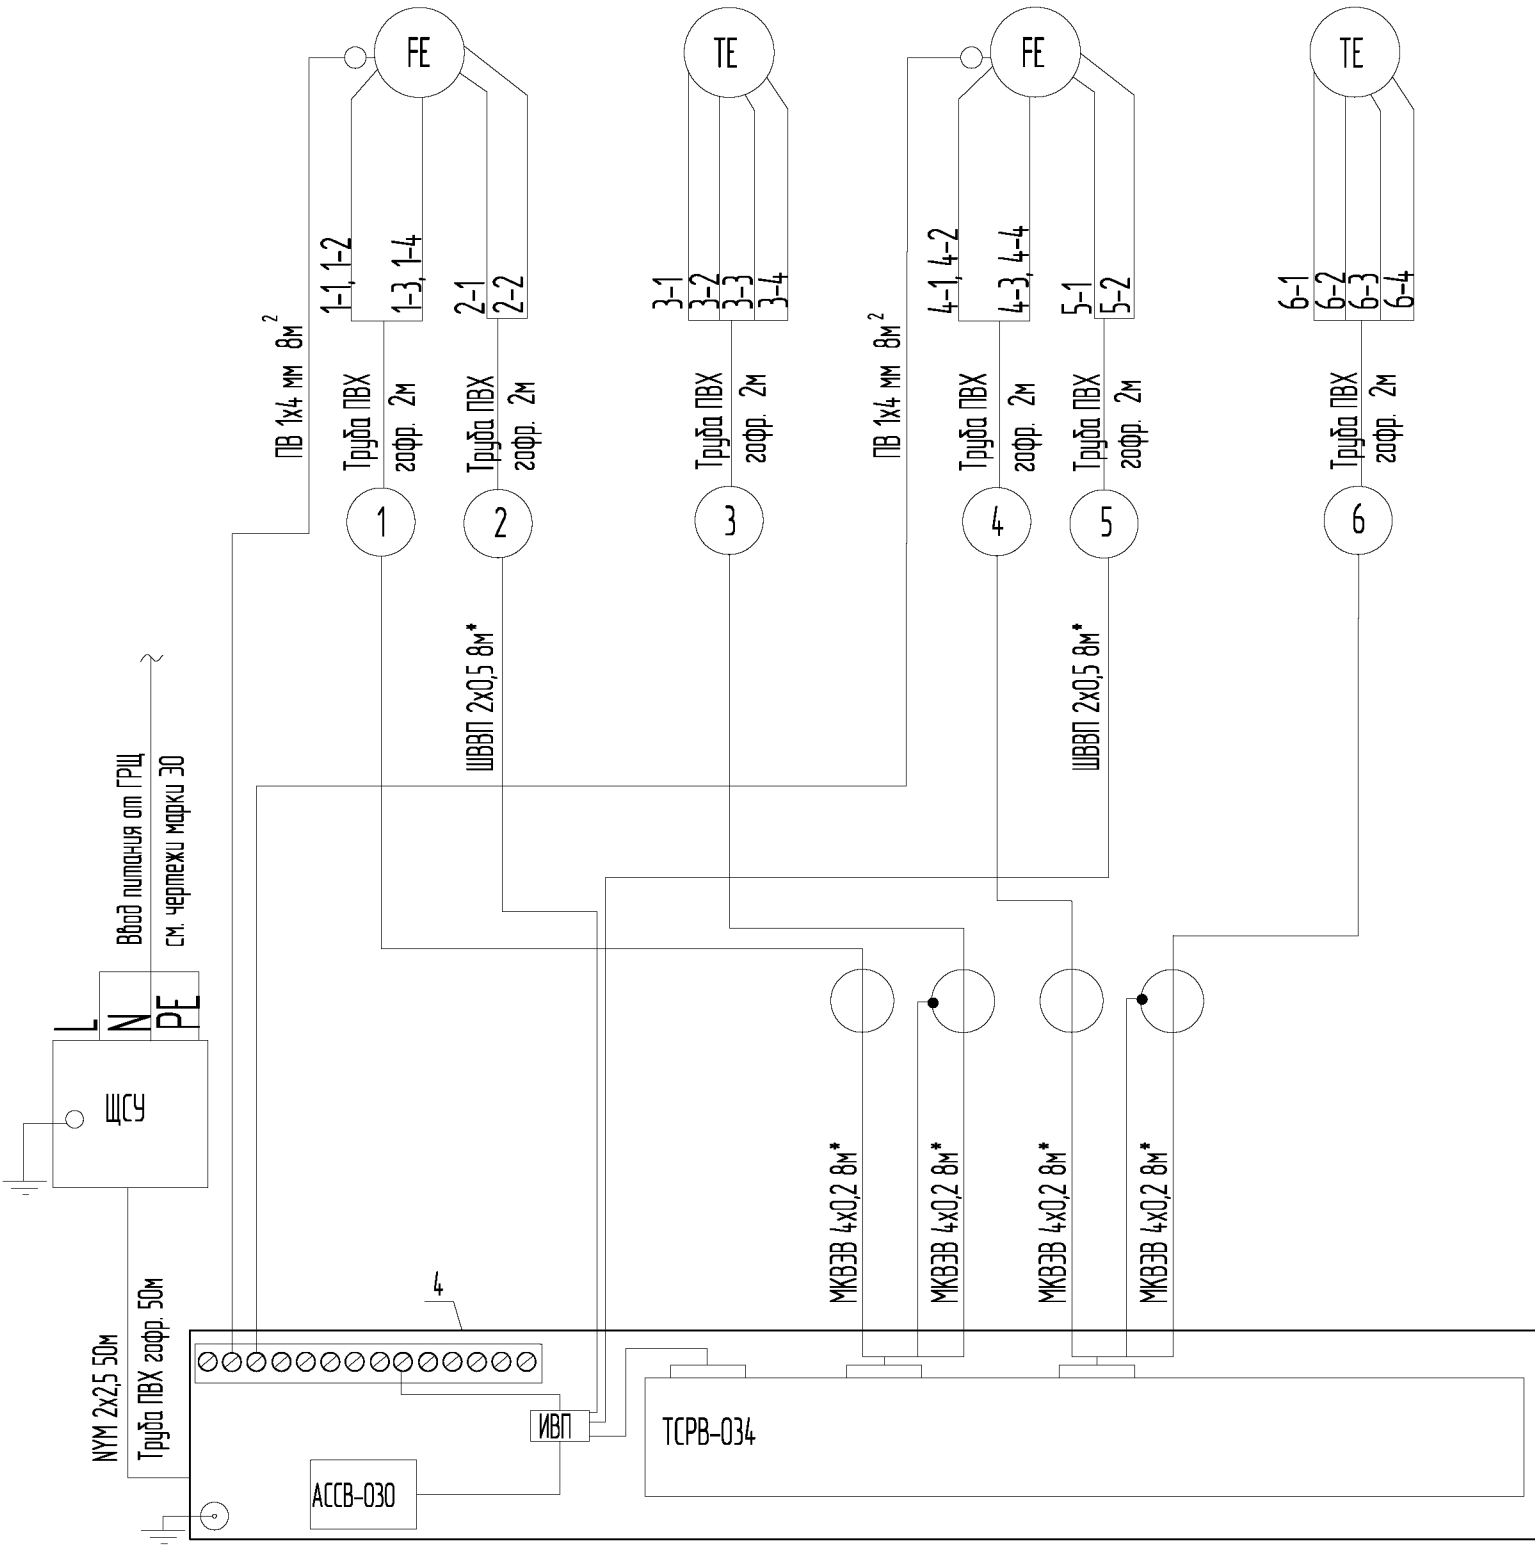 FE
TE
FE
TE
1-1, 1-2
1-3, 1-4
2-1
2-2
3-1
3-2
3-3
3-4
4-1, 4-2
4-3, 4-4
5-1
5-2
6-1
6-2
6-3
6-4
ПВ 1х4 мм 8м²
Труба ПВХ
гофр. 2м
Труба ПВХ
гофр. 2м
Труба ПВХ
гофр. 2м
ПВ 1х4 мм 8м²
Труба ПВХ
гофр. 2м
Труба ПВХ
гофр. 2м
Труба ПВХ
гофр. 2м
1
2
3
4
5
6
ШВВП 2х0,5 8м*
ШВВП 2х0,5 8м*
Ввод питания от ГРЩ
см. чертежи марки ЭО
L
N
PE
ЩСУ
МКВЭВ 4х0,2 8м*
МКВЭВ 4х0,2 8м*
МКВЭВ 4х0,2 8м*
МКВЭВ 4х0,2 8м*
NYM 2х2,5 50м
Труба ПВХ гофр. 50м
4
ИВП
ТСРВ-034
АССВ-030